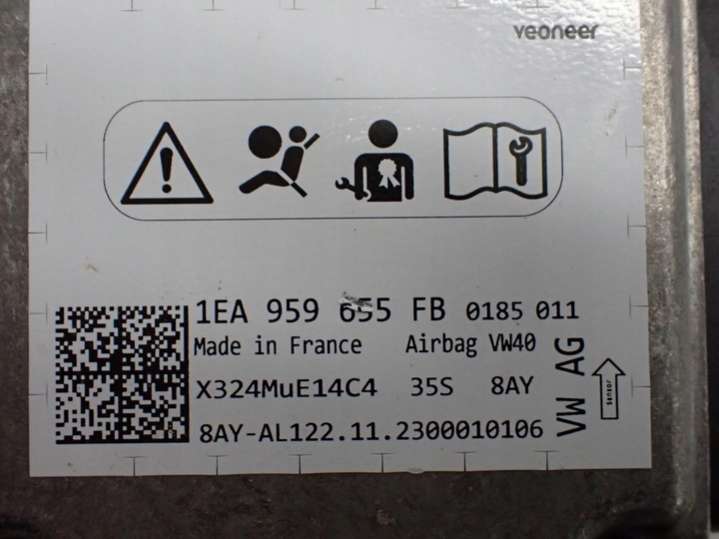 veoneer
1EA 959 655 FB 0185 011
Made in France Airbag VW40
X324MuE14C4 35S 8AY
8AY-AL122.11.2300010106
VW AG
Sensor